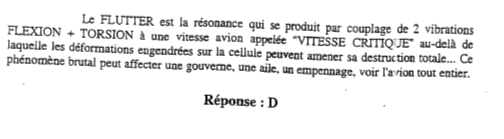 Le FLUTTER est la résonance qui se produit par couplage de 2 vibrations
FLEXION + TORSION à une vitesse avion appelée "VITESSE CRITIQUE" au-delà de
laquelle les déformations engendrées sur la cellule peuvent amener sa destruction totale... Ce
phénomène brutal peut affecter une gouverne, une aile, un empennage, voir l'avion tout entier.
Réponse : D